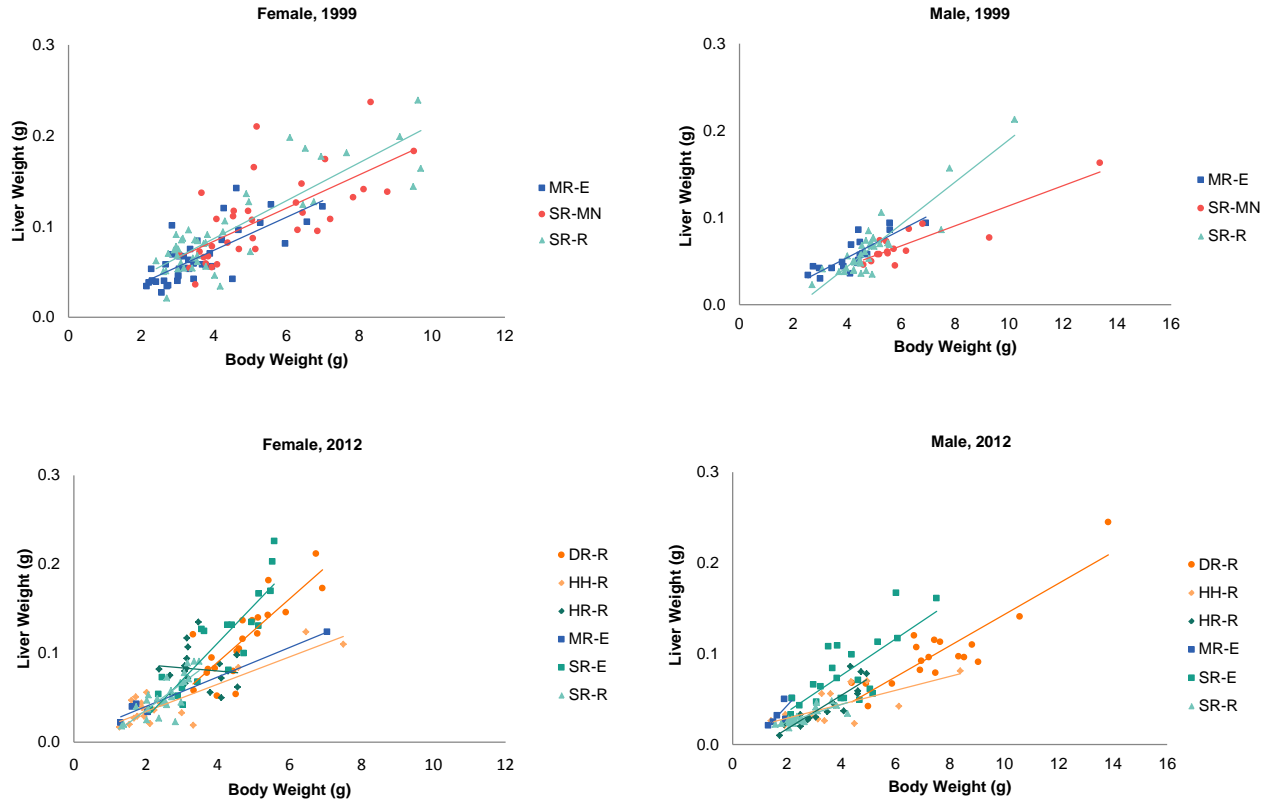 Female, 1999
0.3
0.2
0.1
0.0
Liver Weight (g)
0 2 4 6 8 10 12
Body Weight (g)
MR-E
SR-MN
SR-R
Male, 1999
0.3
0.2
0.1
0.0
Liver Weight (g)
0 2 4 6 8 10 12 14 16
Body Weight (g)
MR-E
SR-MN
SR-R
Female, 2012
0.3
0.2
0.1
0.0
Liver Weight (g)
0 2 4 6 8 10 12
Body Weight (g)
DR-R
HH-R
HR-R
MR-E
SR-E
SR-R
Male, 2012
0.3
0.2
0.1
0.0
Liver Weight (g)
0 2 4 6 8 10 12 14 16
Body Weight (g)
DR-R
HH-R
HR-R
MR-E
SR-E
SR-R